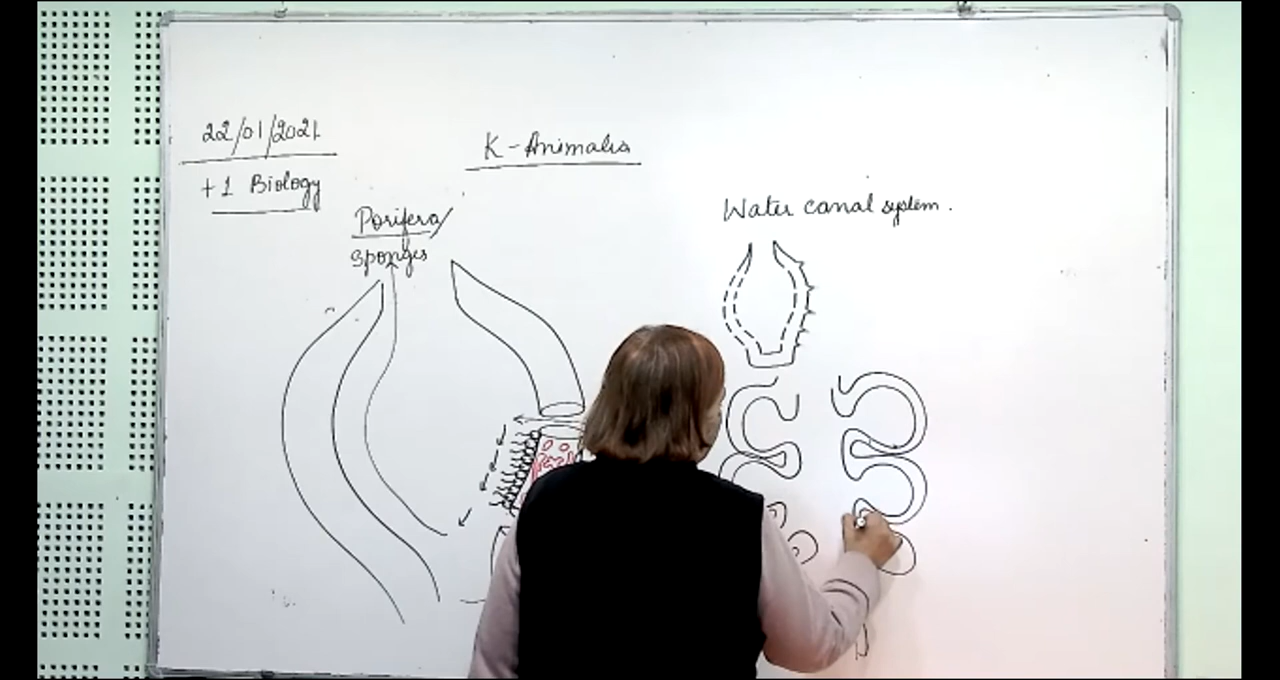 22/01/2021
+1 Biology
K-Animalia
Porifera/
Sponges
Water canal system.